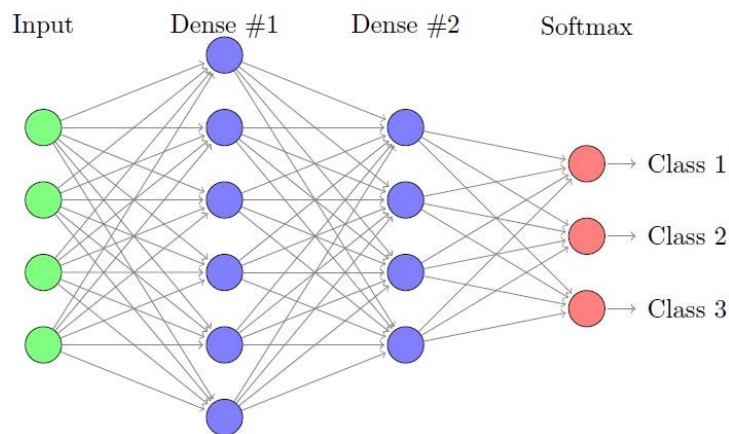 Input
Dense #1
Dense #2
Softmax
Class 1
Class 2
Class 3